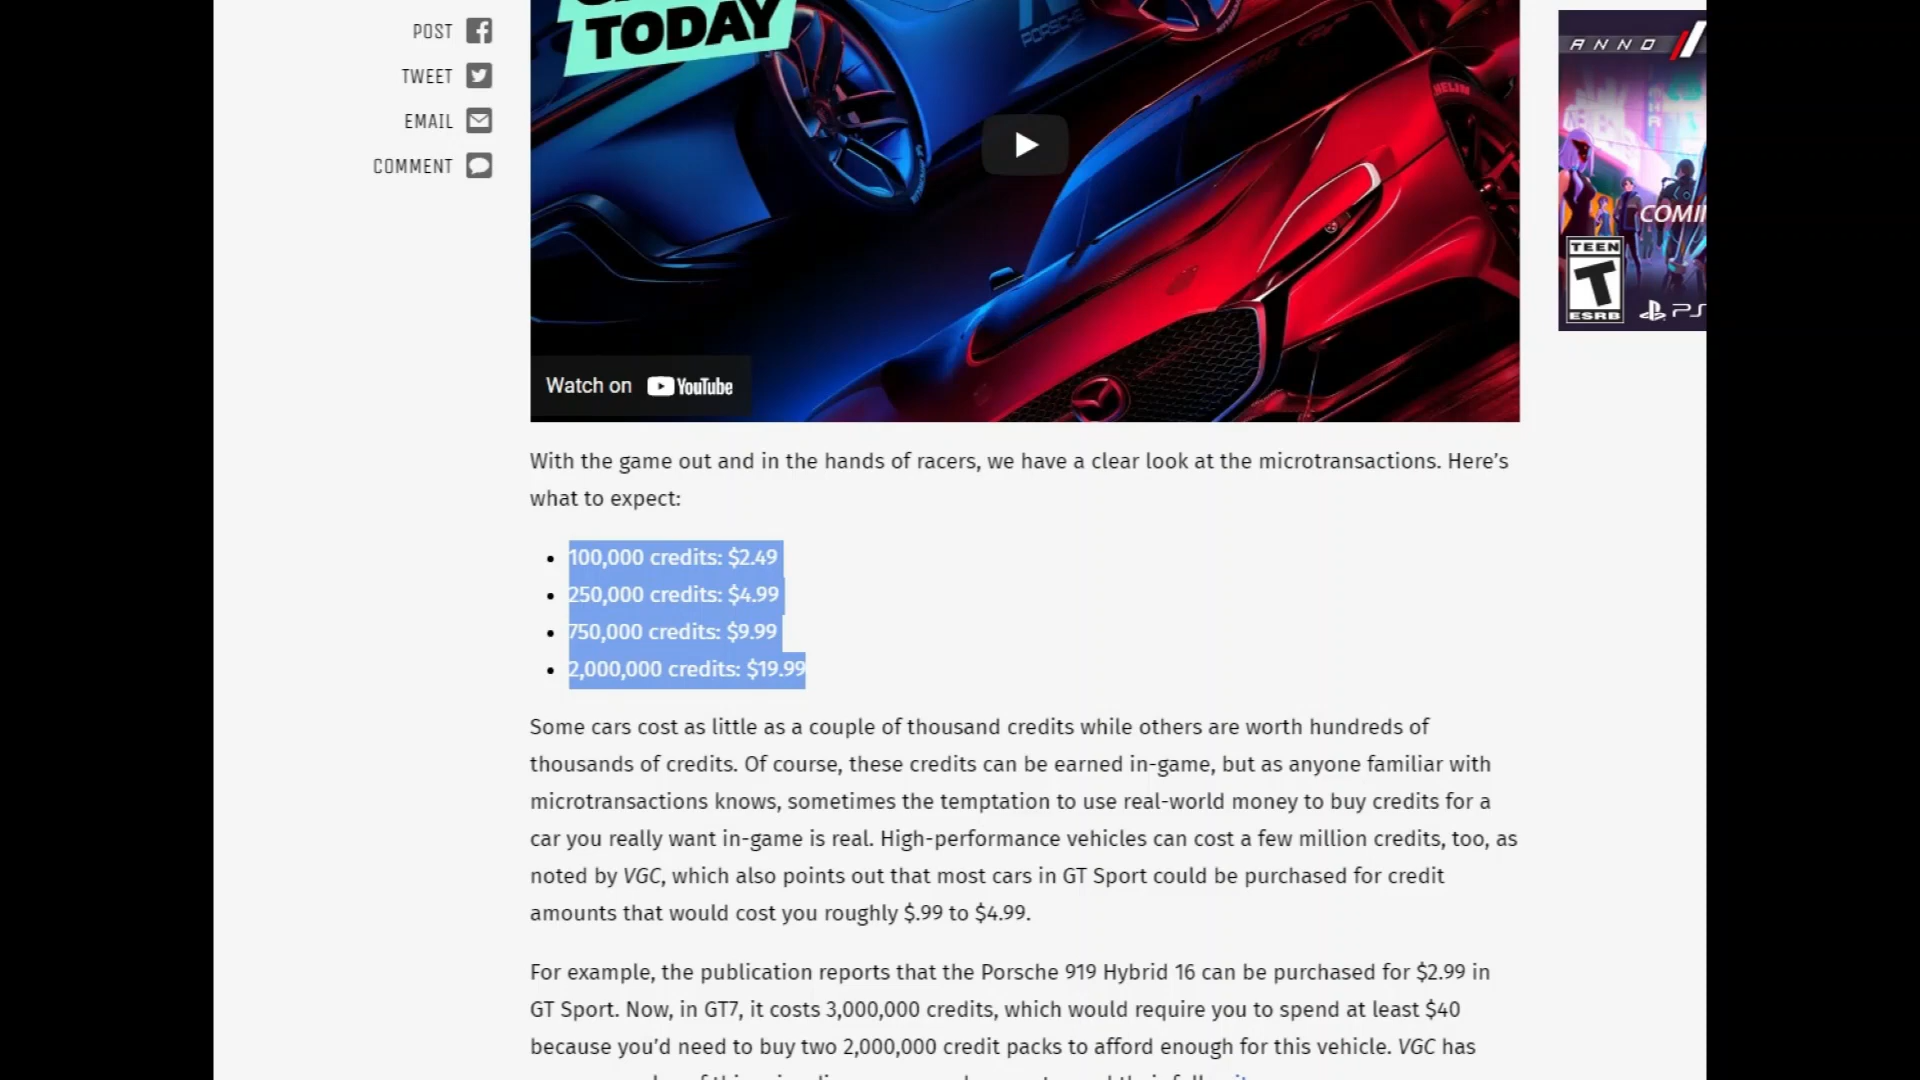 POST
TWEET
EMAIL
COMMENT
TODAY
PORSCHE
Watch on YouTube
ANNO
TEEN
T
ESRB
With the game out and in the hands of racers, we have a clear look at the microtransactions. Here's
what to expect:
• 100,000 credits: $2.49
• 250,000 credits: $4.99
• 750,000 credits: $9.99
• 2,000,000 credits: $19.99
Some cars cost as little as a couple of thousand credits while others are worth hundreds of
thousands of credits. Of course, these credits can be earned in-game, but as anyone familiar with
microtransactions knows, sometimes the temptation to use real-world money to buy credits for a
car you really want in-game is real. High-performance vehicles can cost a few million credits, too, as
noted by VGC, which also points out that most cars in GT Sport could be purchased for credit
amounts that would cost you roughly $.99 to $4.99.
For example, the publication reports that the Porsche 919 Hybrid 16 can be purchased for $2.99 in
GT Sport. Now, in GT7, it costs 3,000,000 credits, which would require you to spend at least $40
because you'd need to buy two 2,000,000 credit packs to afford enough for this vehicle. VGC has